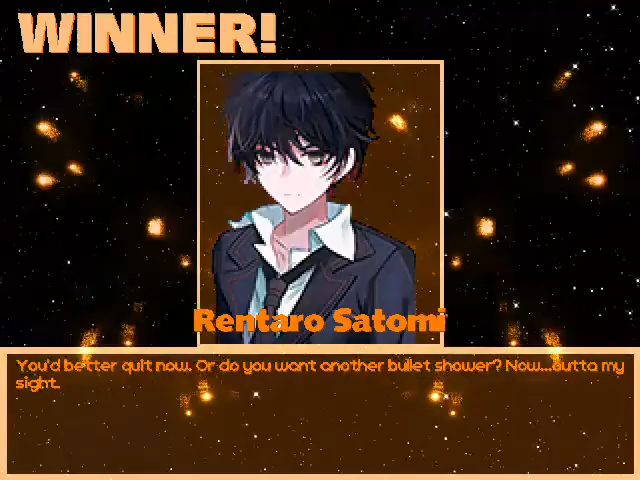 WINNER!
Rentaro Satomi
You'd better quit now. Or do you want another bullet shower? Now...outta my
sight.